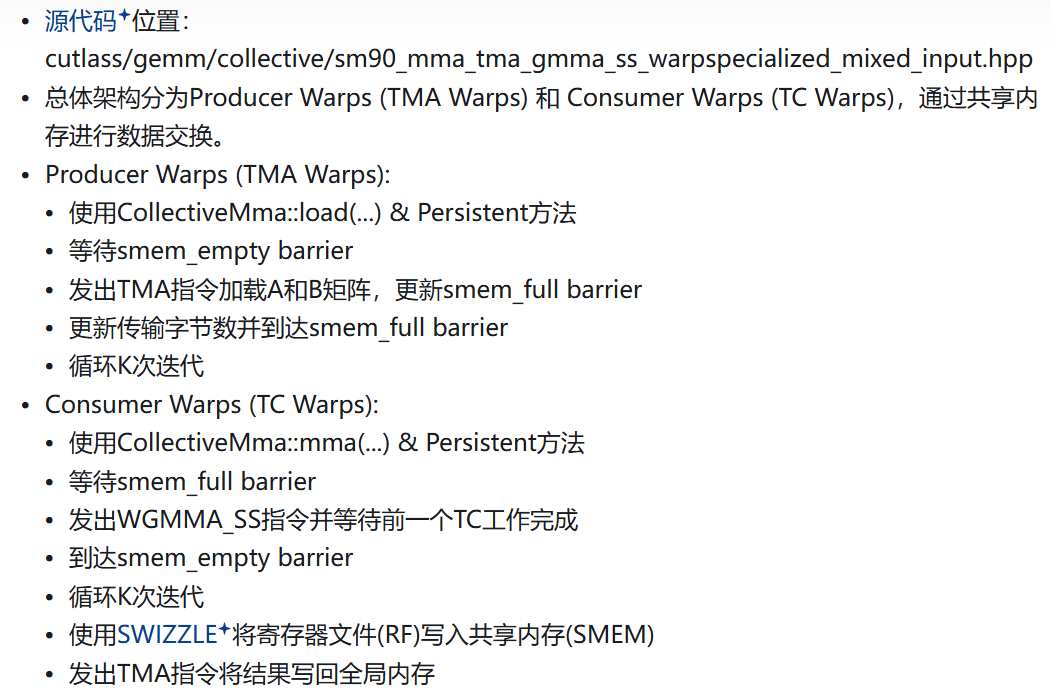 • 源代码位置：
cutlass/gemm/collective/sm90_mma_tma_gmma_ss_warpspecialized_mixed_input.hpp
• 总体架构分为Producer Warps (TMA Warps) 和 Consumer Warps (TC Warps)，通过共享内
存进行数据交换。
• Producer Warps (TMA Warps):
• 使用CollectiveMma::load(...) & Persistent方法
• 等待smem_empty barrier
• 发出TMA指令加载A和B矩阵，更新smem_full barrier
• 更新传输字节数并到达smem_full barrier
• 循环K次迭代
• Consumer Warps (TC Warps):
• 使用CollectiveMma::mma(...) & Persistent方法
• 等待smem_full barrier
• 发出WGMMA_SS指令并等待前一个TC工作完成
• 到达smem_empty barrier
• 循环K次迭代
• 使用SWIZZLE将寄存器文件(RF)写入共享内存(SMEM)
• 发出TMA指令将结果写回全局内存